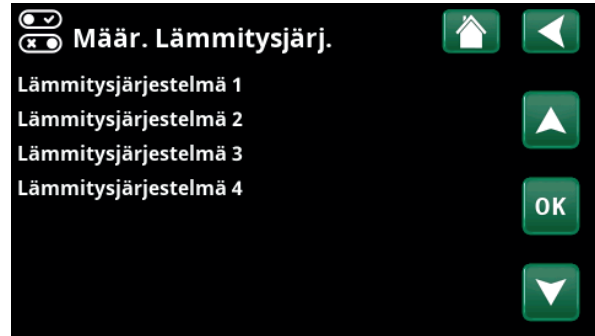 Määr. Lämmitysjärj.
Lämmitysjärjestelmä 1
Lämmitysjärjestelmä 2
Lämmitysjärjestelmä 3
Lämmitysjärjestelmä 4
OK